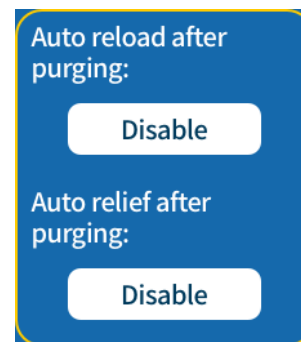 Auto reload after
purging:
Disable
Auto relief after
purging:
Disable